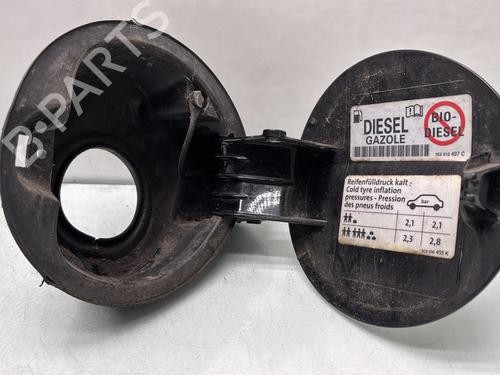 B-PARTS
DIESEL
GAZOLE
BIO-
DIESEL
Reifenfülldruck kalt -
Cold tyre inflation
pressures - Pression
des pneus froids
bar
2,1 2,1
2,3 2,8